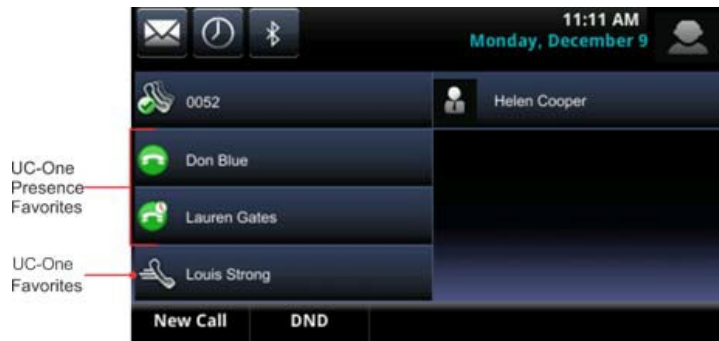 11:11 AM
Monday, December 9
0052
Helen Cooper
UC-One
Presence
Favorites
Don Blue
Lauren Gates
UC-One
Favorites
Louis Strong
New Call DND